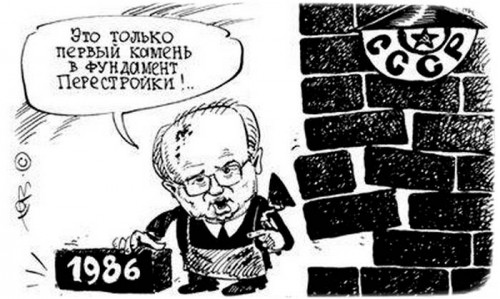 Это только
первый камень
в фундамент
Перестройки!..
СССР
1986